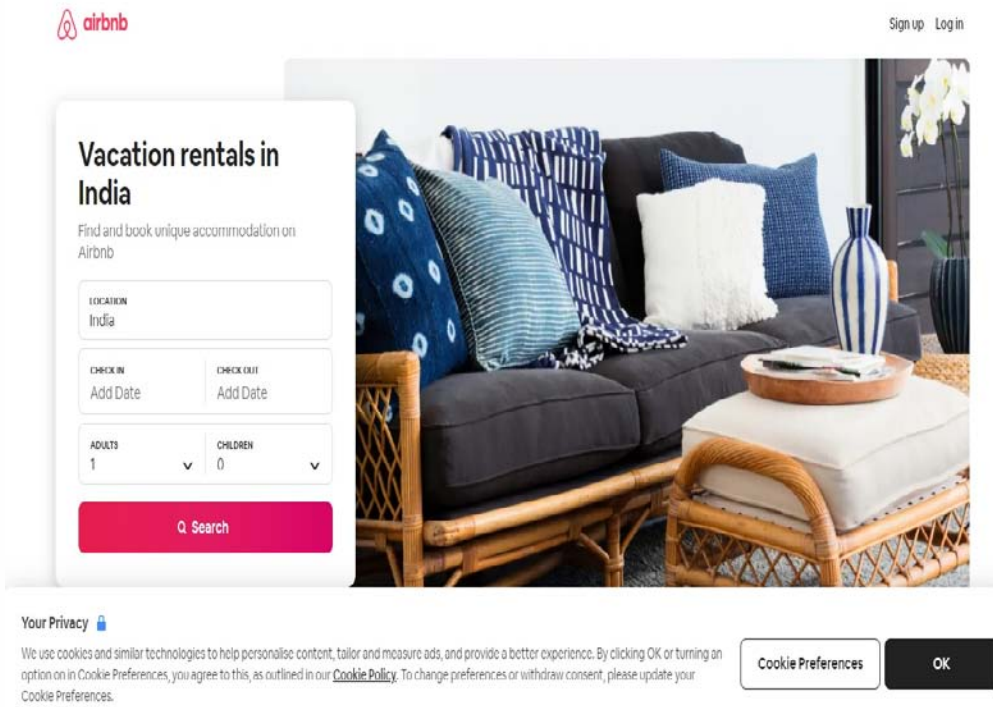 airbnb
Sign up Log in
Vacation rentals in
India
Find and book unique accommodation on
Airbnb
LOCATION
India
CHECK IN CHECK OUT
Add Date Add Date
ADULTS CHILDREN
1 0
Search
Your Privacy
We use cookies and similar technologies to help personalise content, tailor and measure ads, and provide a better experience. By clicking OK or turning an
option on in Cookie Preferences, you agree to this, as outlined in our Cookie Policy. To change preferences or withdraw consent, please update your
Cookie Preferences.
Cookie Preferences OK